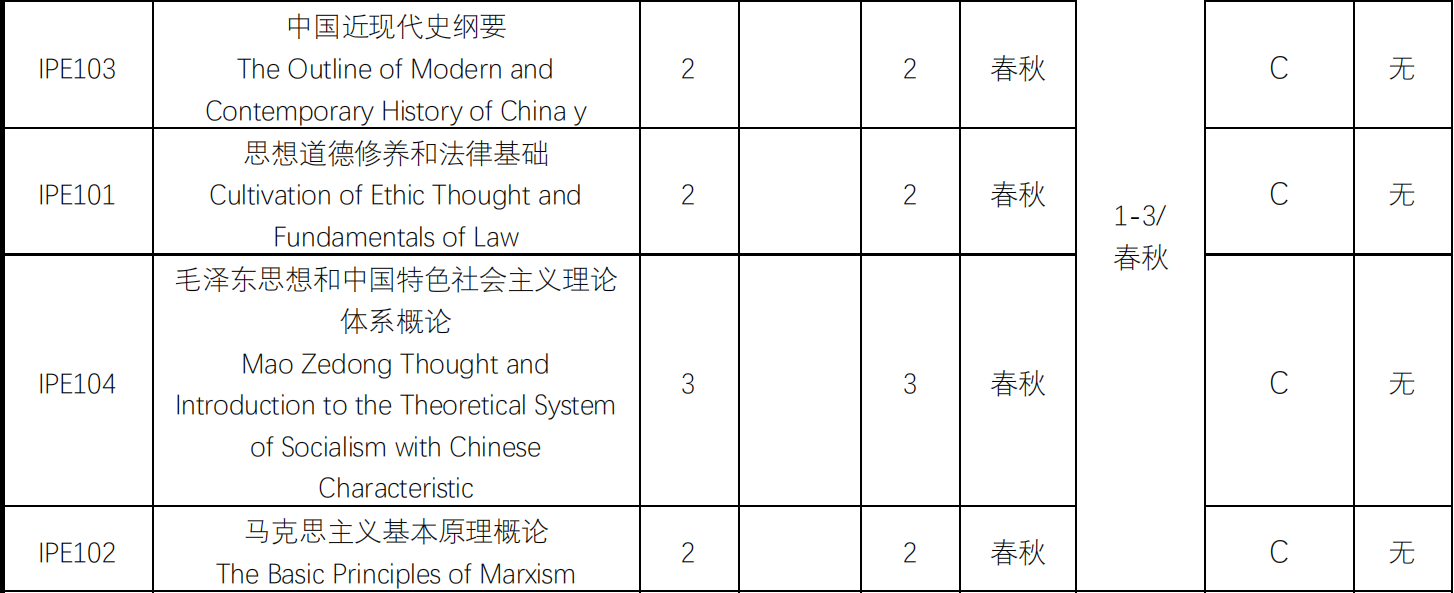 中国近现代史纲要
IPE103
The Outline of Modern and
2
2
春秋
C
无
Contemporary History of China y
思想道德修养和法律基础
IPE101
Cultivation of Ethic Thought and
2
2
春秋
C
无
Fundamentals of Law
1-3/
春秋
毛泽东思想和中国特色社会主义理论
体系概论
Mao Zedong Thought and
IPE104
Introduction to the Theoretical System
3
3
春秋
C
无
of Socialism with Chinese
Characteristic
马克思主义基本原理概论
IPE102
The Basic Principles of Marxism
2
2
春秋
C
无